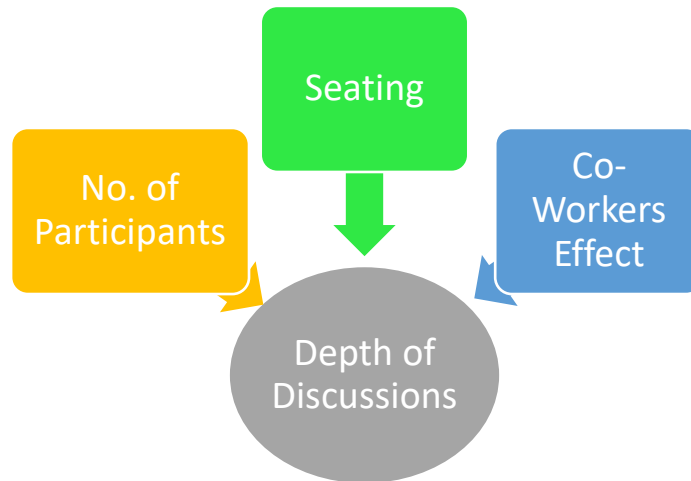 Seating
No. of
Participants
Co-
Workers
Effect
Depth of
Discussions